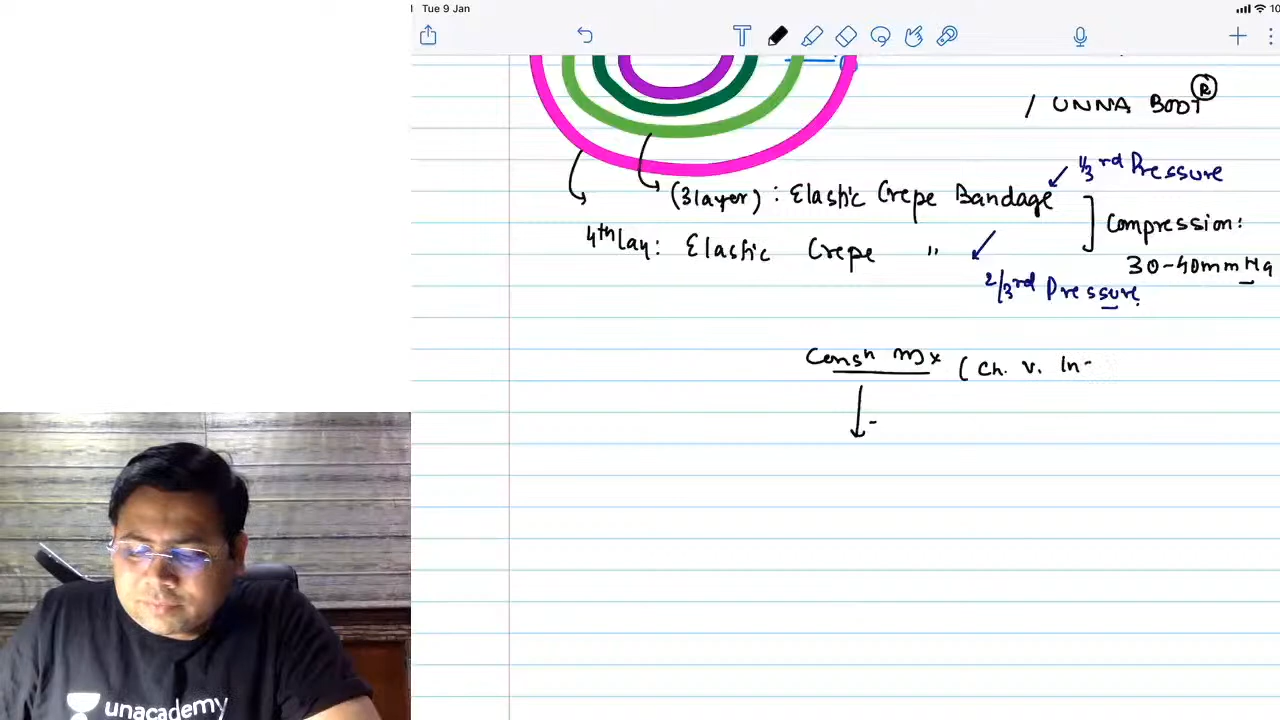 Tue 9 Jan
10
T
/ UNNA BOOT ®
1/3rd Pressure
(3layer) : Elastic Crepe Bandage
Compression:
4th lay: Elastic Crepe "
30-40mmHg
2/3rd Pressure
Consn Mx (Ch. v. In-
unacademy